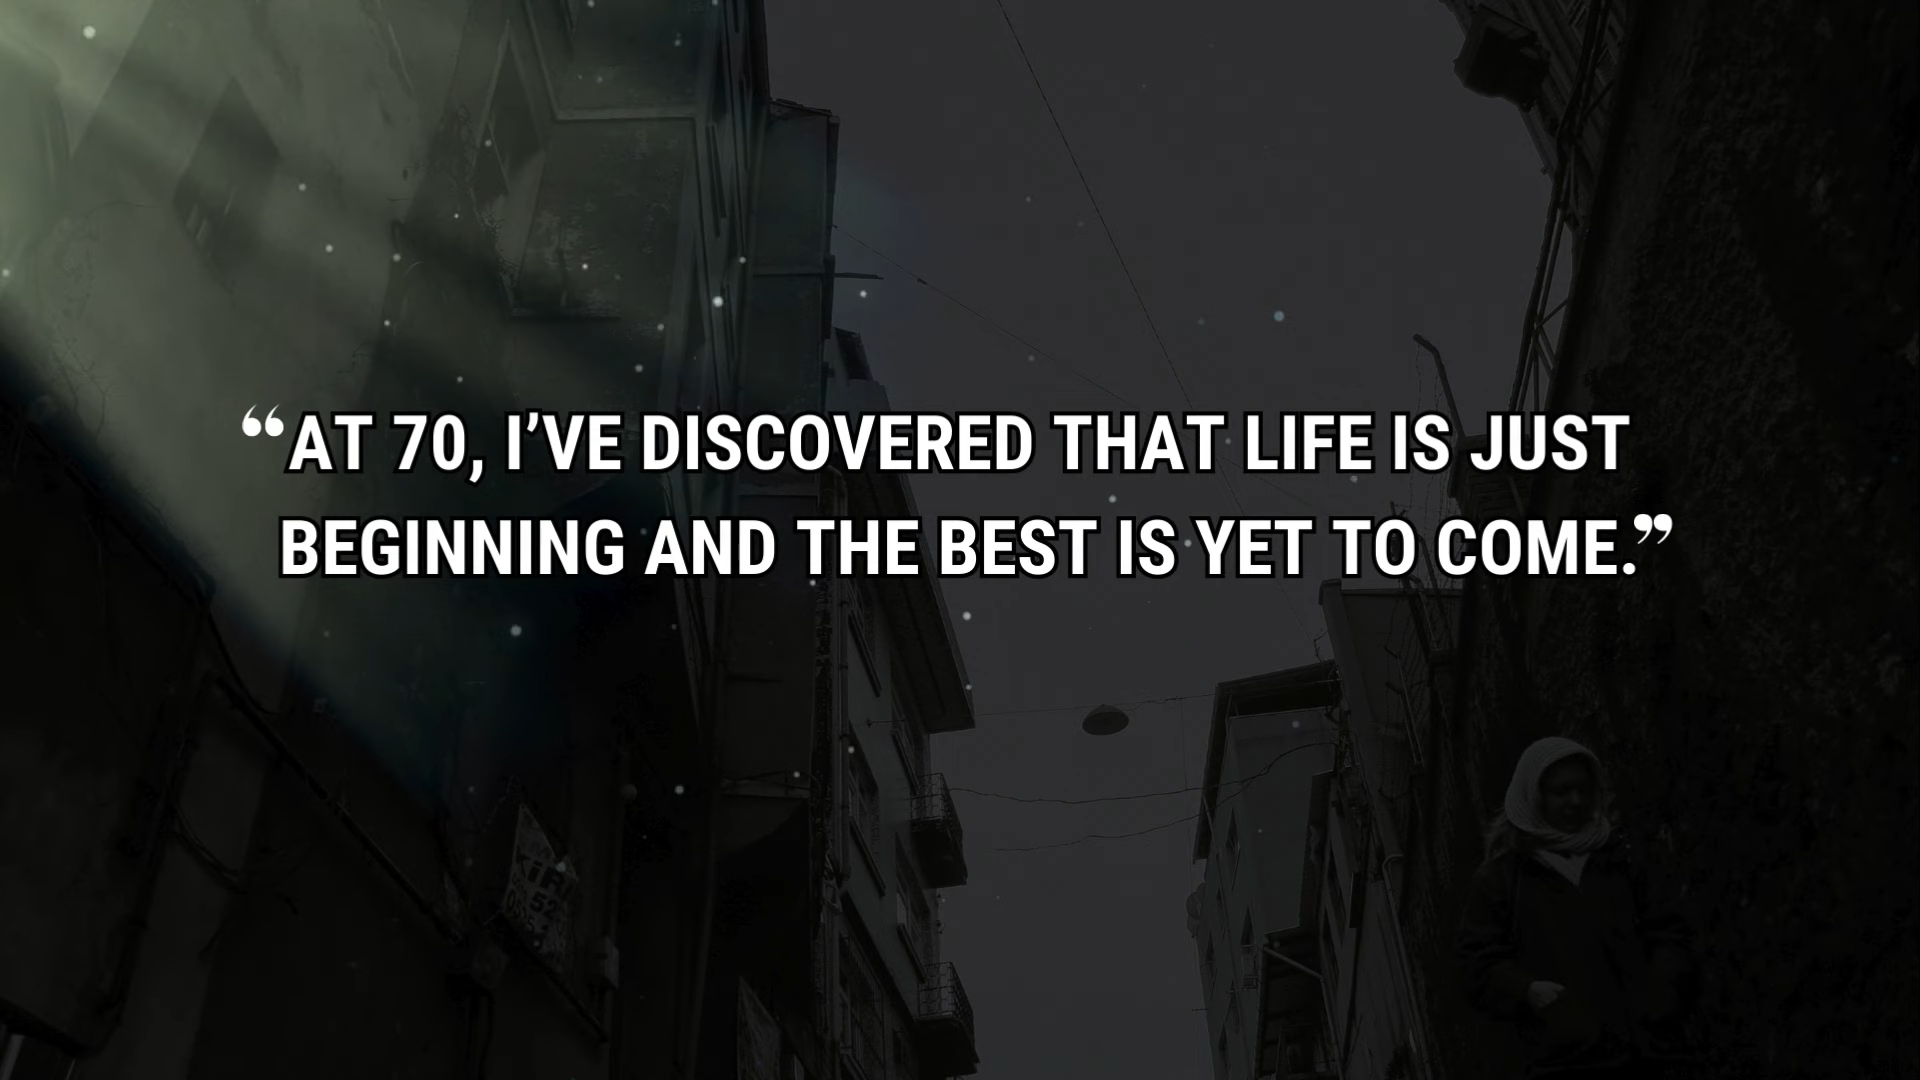 “AT 70, I’VE DISCOVERED THAT LIFE IS JUST
BEGINNING AND THE BEST IS YET TO COME.”